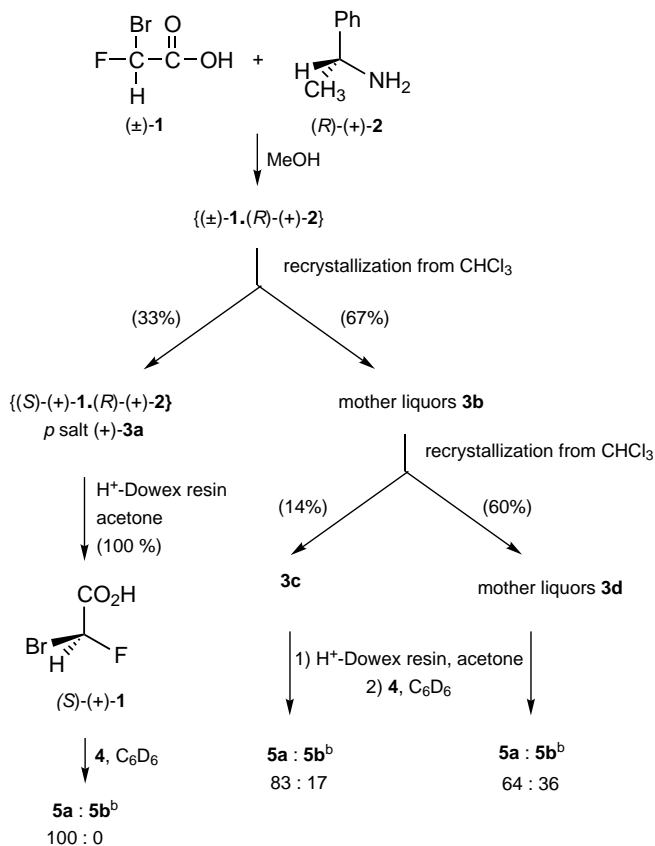 Br O Ph
F C C OH + H NH₂
H CH₃
(±)-1 (R)-(+)-2
MeOH
{(±)-1.(R)-(+)-2}
recrystallization from CHCl₃
(33%) (67%)
{(S)-(+)-1.(R)-(+)-2} mother liquors 3b
p salt (+)-3a
recrystallization from CHCl₃
H⁺-Dowex resin
acetone
(100 %)
(14%) (60%)
CO₂H
3c mother liquors 3d
Br H F
1) H⁺-Dowex resin, acetone
2) 4, C₆D₆
(S)-(+)-1
4, C₆D₆
5a : 5bᵇ 5a : 5bᵇ
83 : 17 64 : 36
5a : 5bᵇ
100 : 0